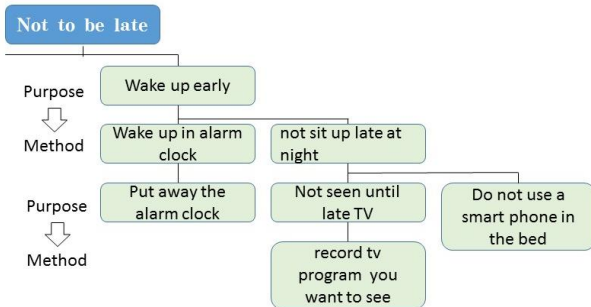 Not to be late
Purpose
Wake up early
Method
Wake up in alarm
clock
not sit up late at
night
Purpose
Put away the
alarm clock
Not seen until
late TV
Do not use a
smart phone in
the bed
Method
record tv
program you
want to see